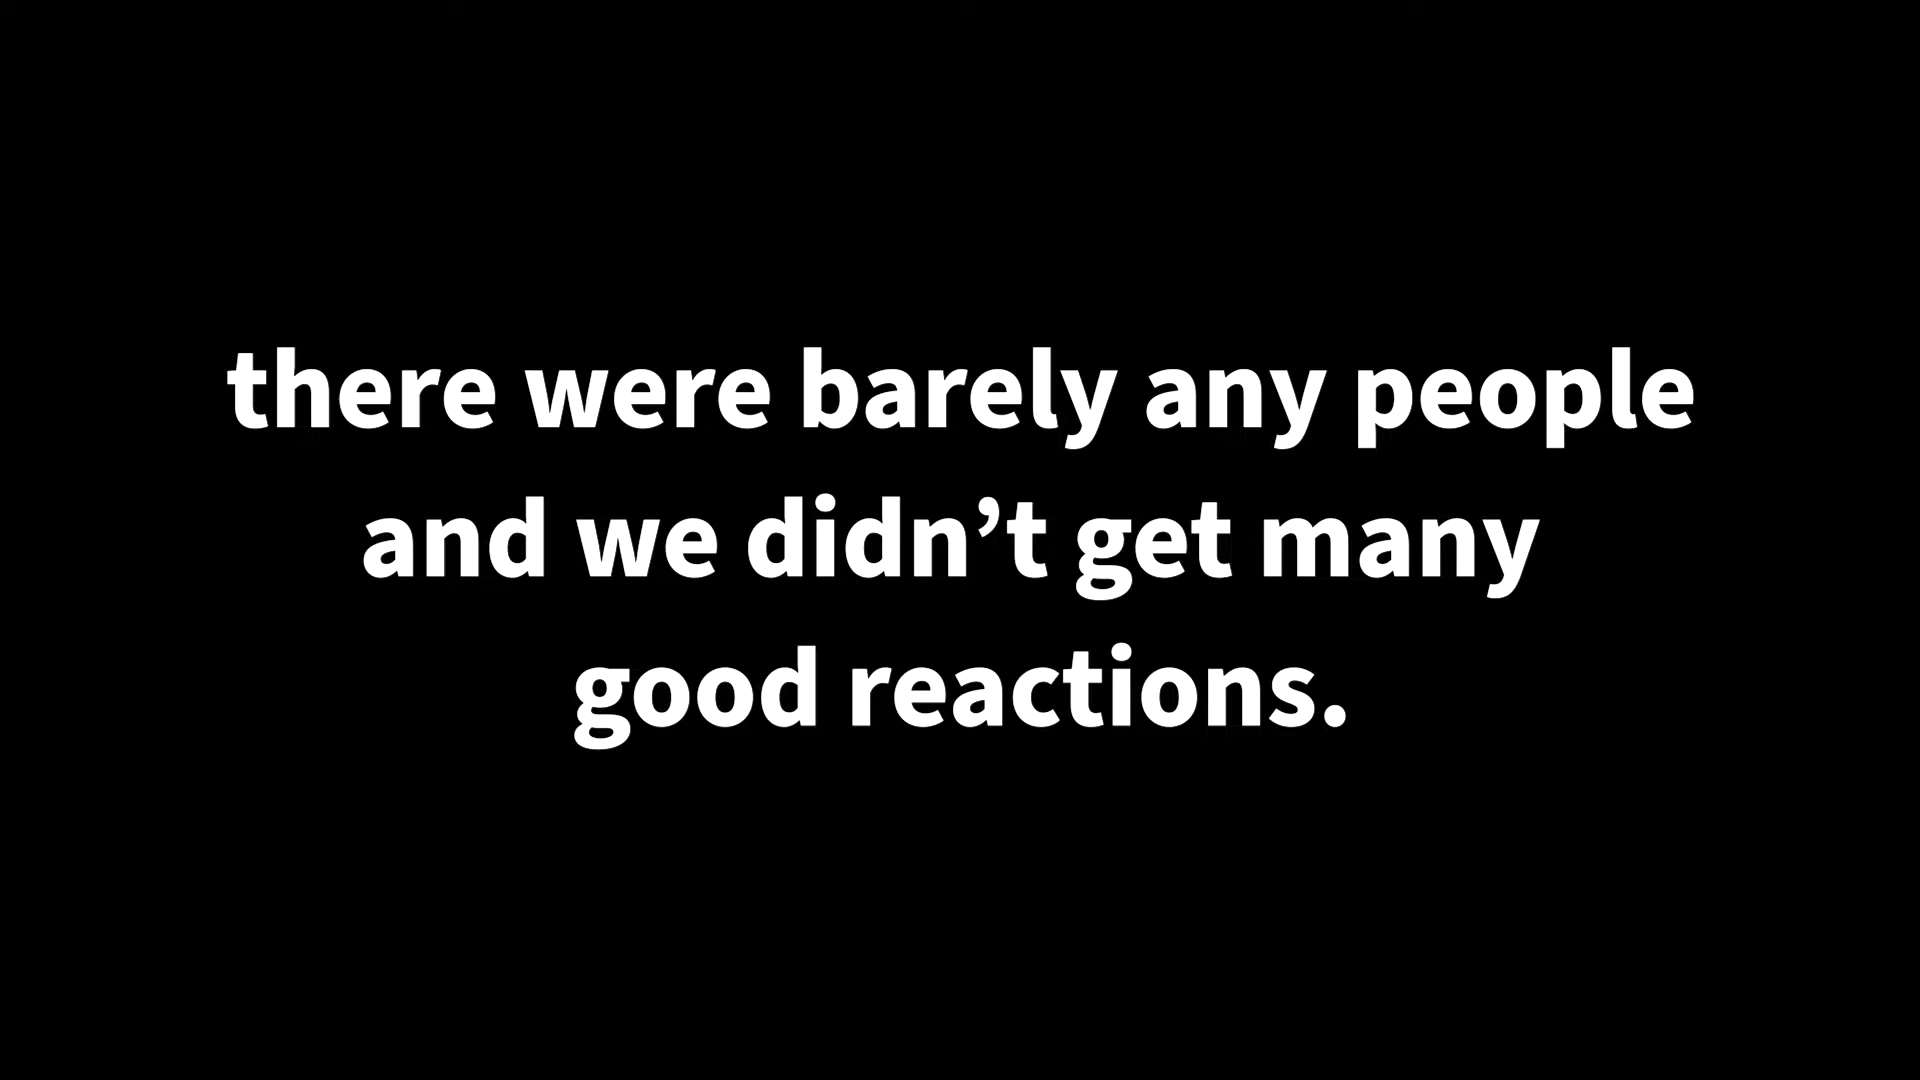 there were barely any people
and we didn’t get many
good reactions.